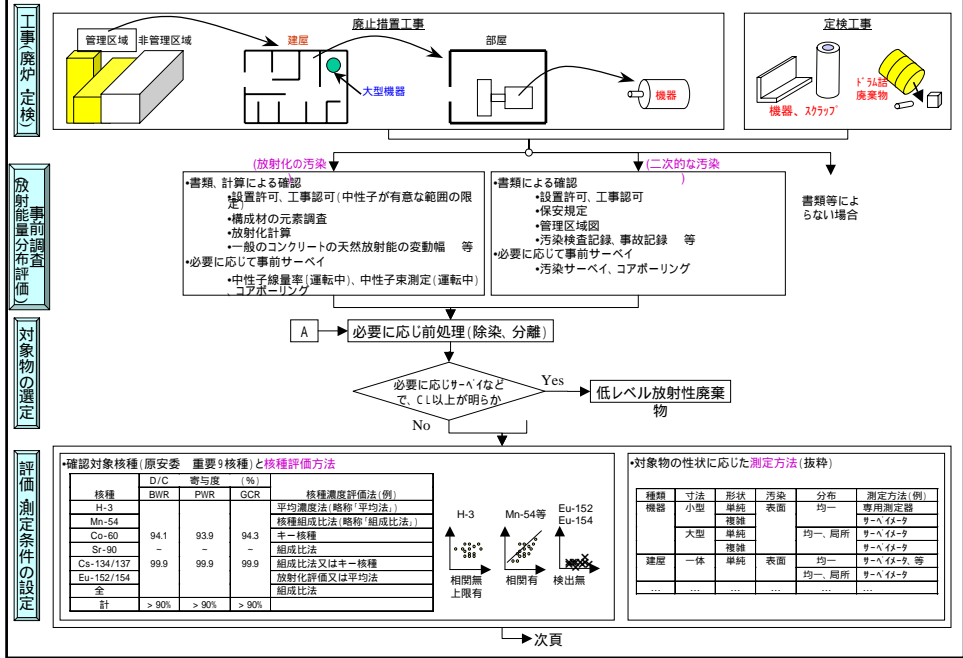 工事(廃炉・定検)
廃止措置工事
定検工事
管理区域
非管理区域
建屋
部屋
大型機器
機器
機器、スクラップ
ドラム詰
廃棄物
事前調査
(放射能量分布評価)
(放射化の汚染
)
(二次的な汚染
)
•書類、計算による確認
•設置許可、工事認可(中性子が有意な範囲の限
定)
•構成材の元素調査
•放射化計算
•一般のコンクリートの天然放射能の変動幅 等
•必要に応じて事前サーベイ
•中性子線量率(運転中)、中性子束測定(運転中)
、コアボーリング
•書類による確認
•設置許可、工事認可
•保安規定
•管理区域図
•汚染検査記録、事故記録 等
•必要に応じて事前サーベイ
•汚染サーベイ、コアボーリング
書類等によ
らない場合
対象物の選定
A
必要に応じ前処理(除染、分離)
必要に応じサーベイなど
で、CL以上が明らか
Yes
低レベル放射性廃棄
物
No
評価・測定条件の設定
•確認対象核種(原安委 重要9核種)と核種評価方法
D/C 寄与度 (%)
核種 BWR PWR GCR 核種濃度評価法(例)
H-3 平均濃度法(略称「平均法」)
Mn-54 核種組成比法(略称「組成比法」)
Co-60 94.1 93.9 94.3 キー核種
Sr-90 – – – 組成比法
Cs-134/137 99.9 99.9 99.9 組成比法又はキー核種
Eu-152/154 放射化評価又は平均法
全 組成比法
計 > 90% > 90% > 90%
H-3
Mn-54等
Eu-152
Eu-154
相関無
上限有
相関有
検出無
•対象物の性状に応じた測定方法(抜粋)
種類 寸法 形状 汚染 分布 測定方法(例)
機器 小型 単純 表面 均一 専用測定器
複雑 サーベイメータ
大型 単純 均一、局所 サーベイメータ
複雑 サーベイメータ
建屋 一体 単純 表面 均一 サーベイメータ、等
均一、局所 サーベイメータ
… … … … … …
次頁